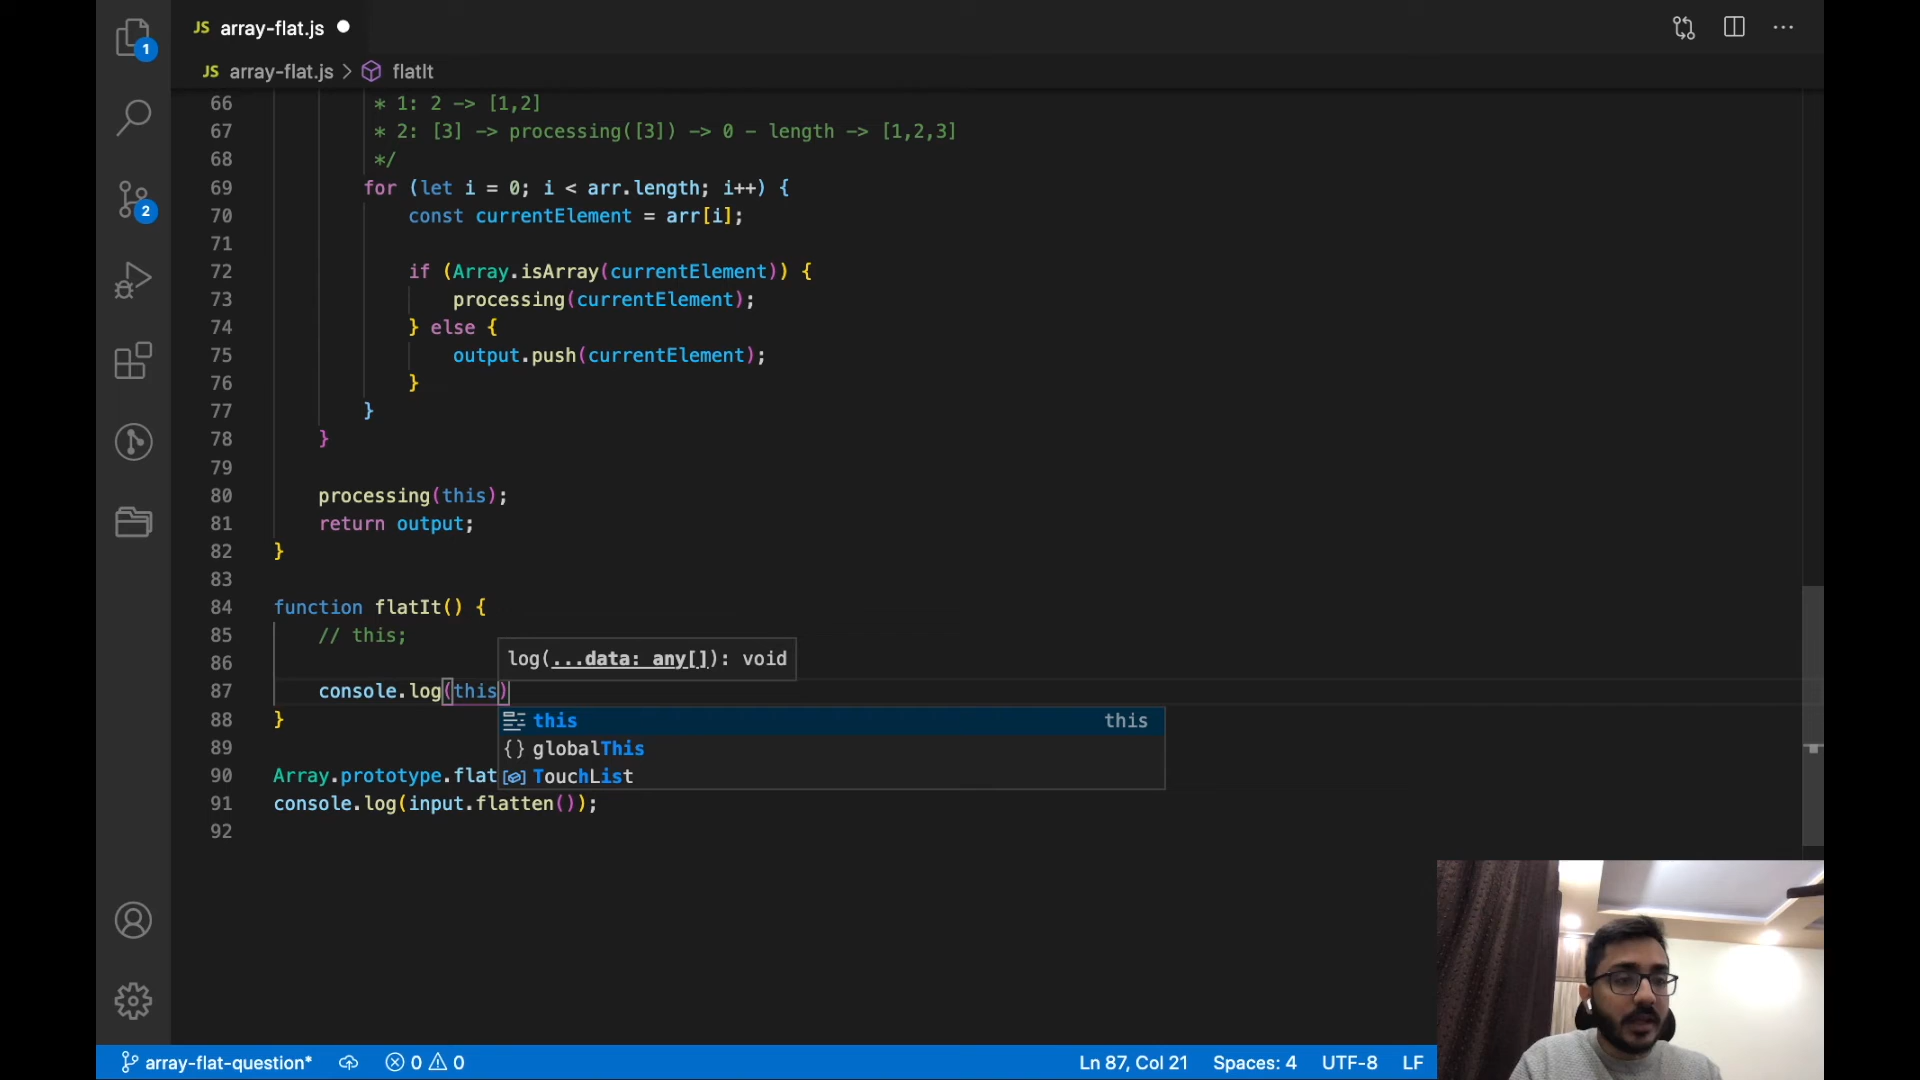 JS array-flat.js
JS array-flat.js > flatIt
1
2
66 * 1: 2 -> [1,2]
67 * 2: [3] -> processing([3]) -> 0 - length -> [1,2,3]
68 */
69 for (let i = 0; i < arr.length; i++) {
70 const currentElement = arr[i];
71
72 if (Array.isArray(currentElement)) {
73 processing(currentElement);
74 } else {
75 output.push(currentElement);
76 }
77 }
78 }
79
80 processing(this);
81 return output;
82 }
83
84 function flatIt() {
85 // this;
86
log(...data: any[]): void
87 console.log(this)
88 }
this this
89
{} globalThis
90 Array.prototype.flat
TouchList
91 console.log(input.flatten());
92
array-flat-question* 0 0 Ln 87, Col 21 Spaces: 4 UTF-8 LF